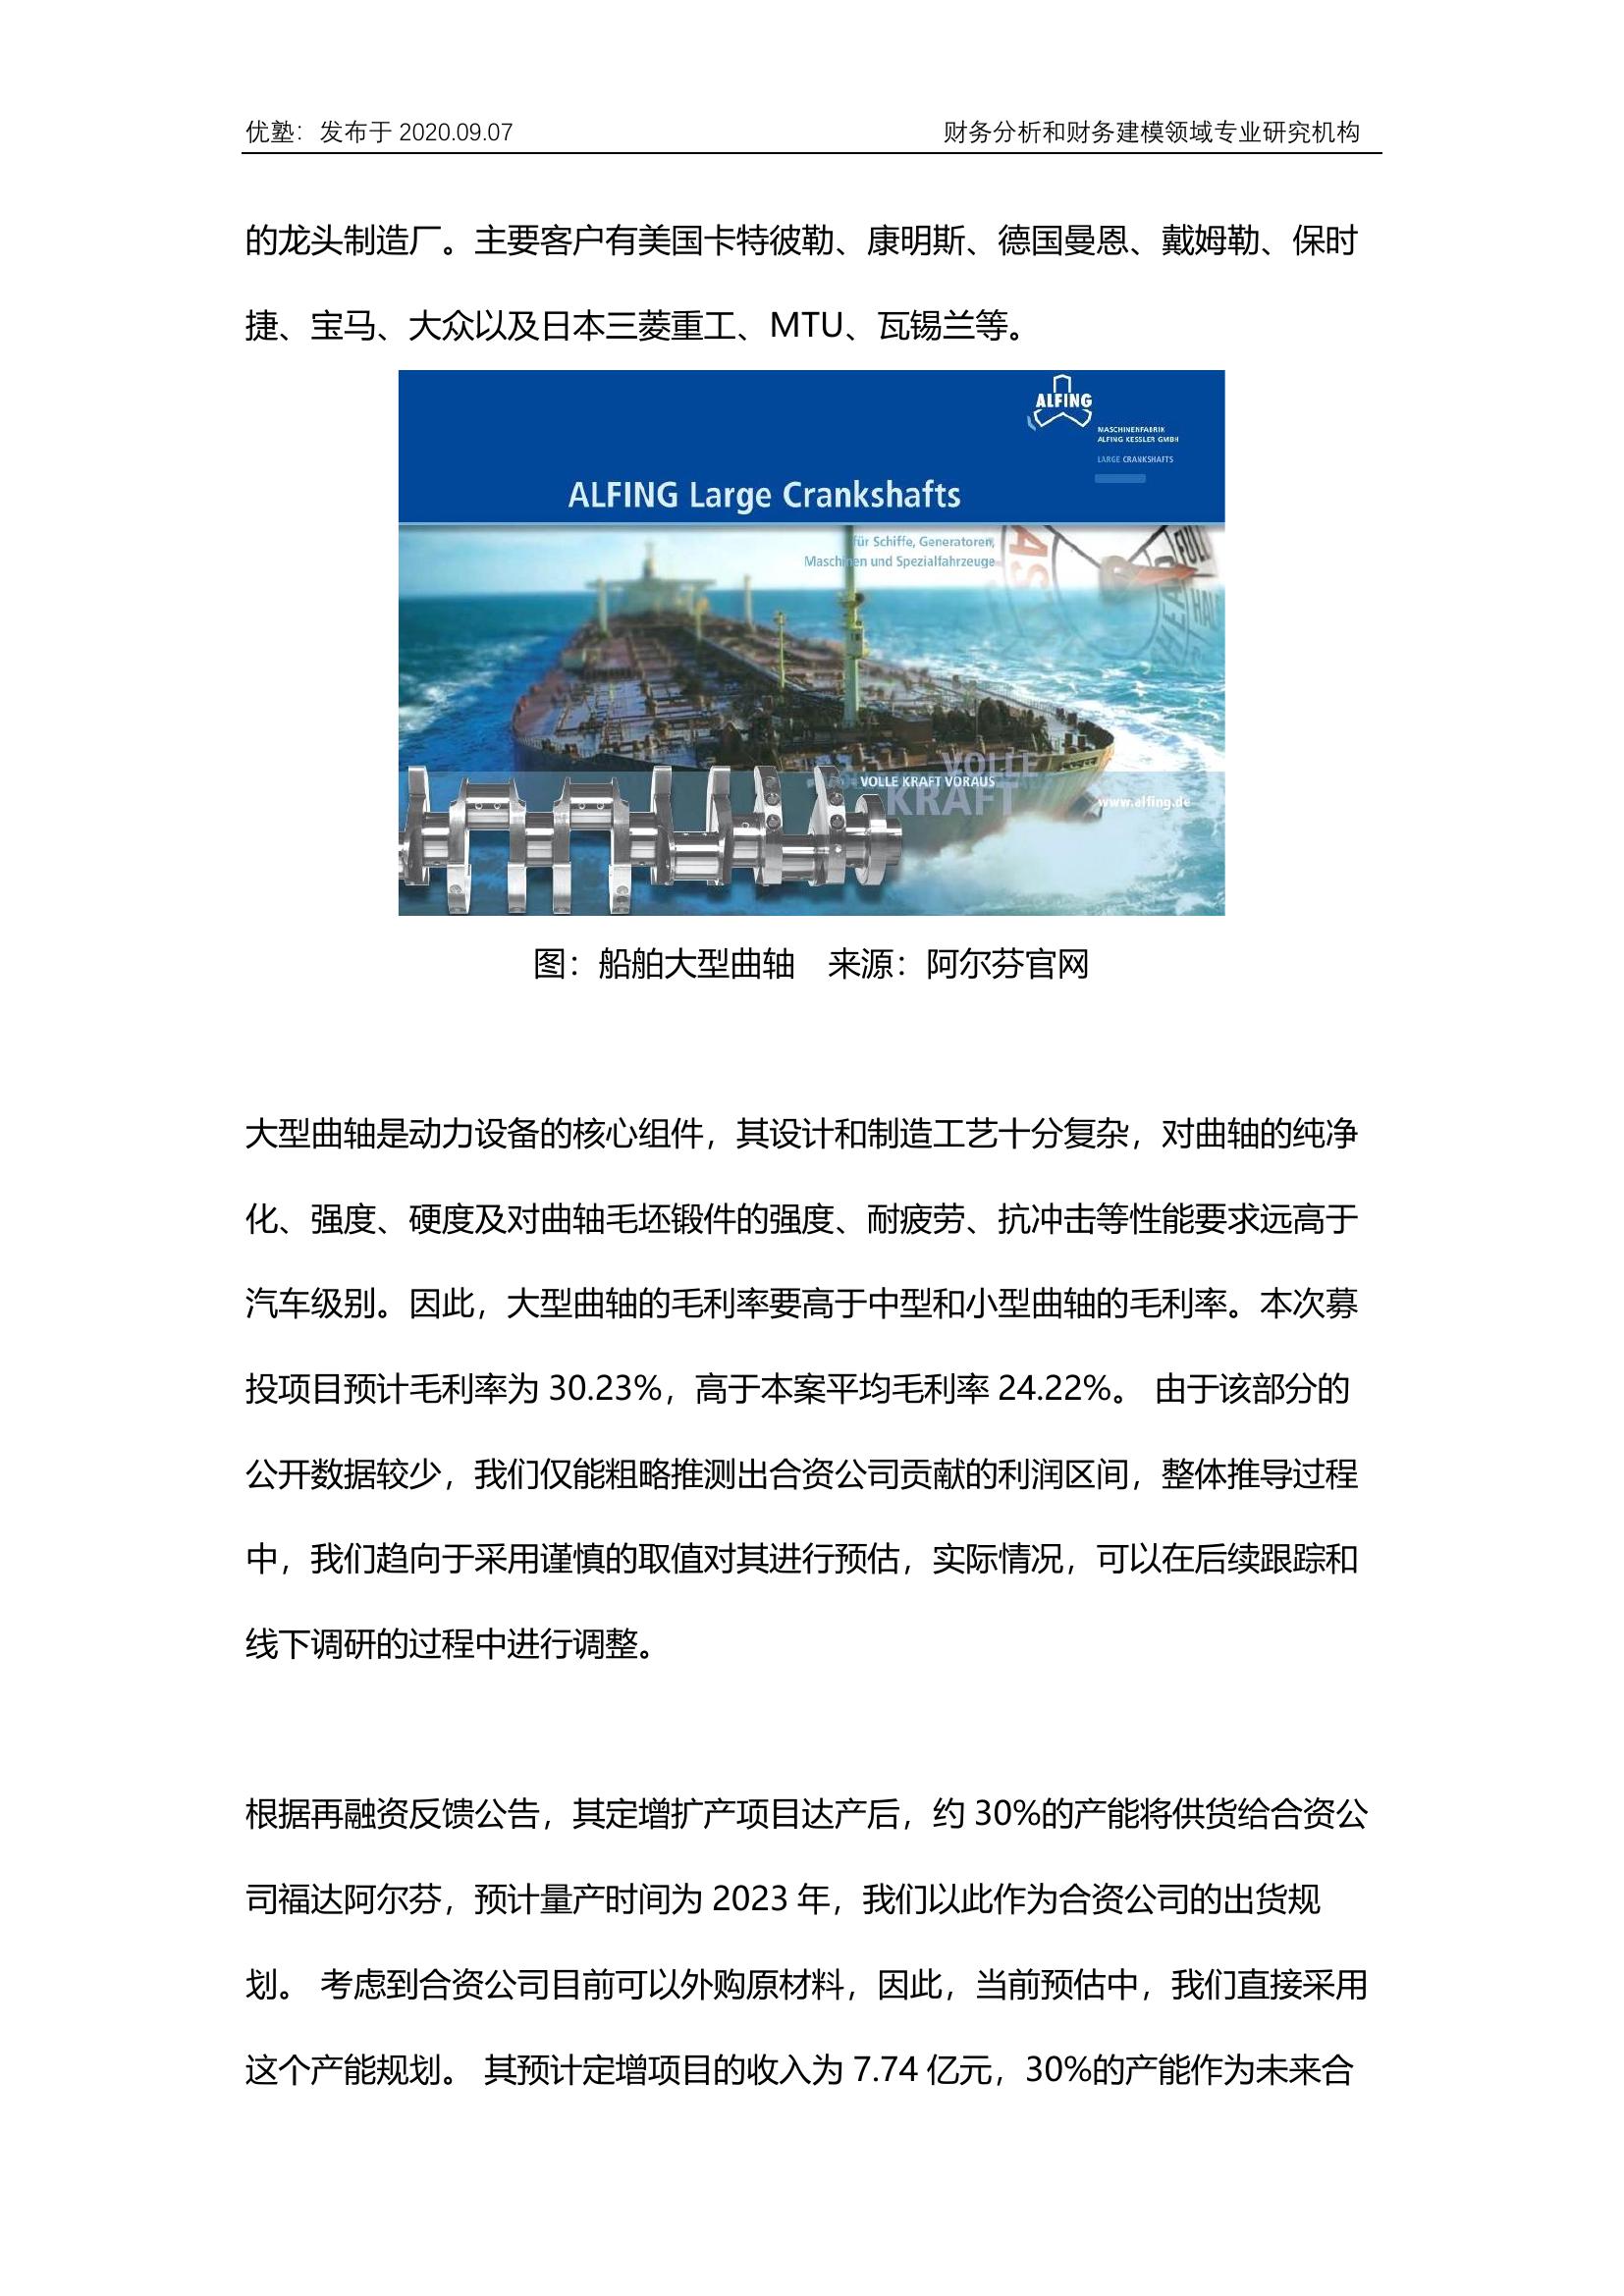 优塾：发布于 2020.09.07
财务分析和财务建模领域专业研究机构
的龙头制造厂。主要客户有美国卡特彼勒、康明斯、德国曼恩、戴姆勒、保时
捷、宝马、大众以及日本三菱重工、MTU、瓦锡兰等。
ALFING
MASCHINENFABRIK
ALFING KESSLER GMBH
LARGE CRANKSHAFTS
ALFING Large Crankshafts
für Schiffe, Generatoren,
Maschinen und Spezialfahrzeuge
VOLLE
VOLLE KRAFT VORAUS
KRAFT
www.alfing.de
图：船舶大型曲轴 来源：阿尔芬官网
大型曲轴是动力设备的核心组件，其设计和制造工艺十分复杂，对曲轴的纯净
化、强度、硬度及对曲轴毛坯锻件的强度、耐疲劳、抗冲击等性能要求远高于
汽车级别。因此，大型曲轴的毛利率要高于中型和小型曲轴的毛利率。本次募
投项目预计毛利率为 30.23%，高于本案平均毛利率 24.22%。 由于该部分的
公开数据较少，我们仅能粗略推测出合资公司贡献的利润区间，整体推导过程
中，我们趋向于采用谨慎的取值对其进行预估，实际情况，可以在后续跟踪和
线下调研的过程中进行调整。
根据再融资反馈公告，其定增扩产项目达产后，约 30%的产能将供货给合资公
司福达阿尔芬，预计量产时间为 2023 年，我们以此作为合资公司的出货规
划。 考虑到合资公司目前可以外购原材料，因此，当前预估中，我们直接采用
这个产能规划。 其预计定增项目的收入为 7.74 亿元，30%的产能作为未来合